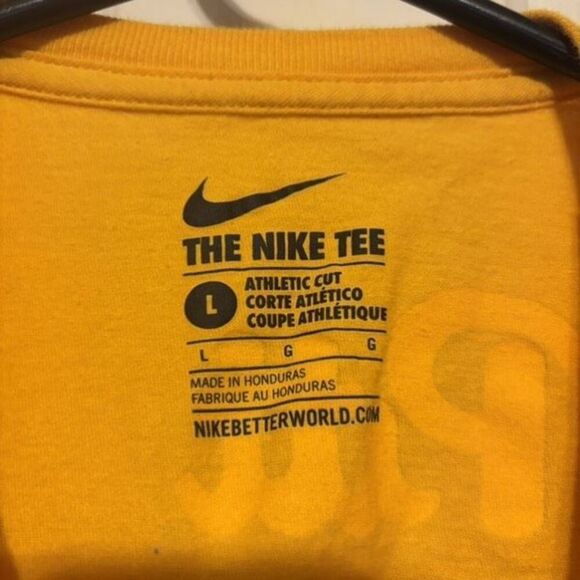 THE NIKE TEE
L ATHLETIC CUT
CORTE ATLÉTICO
COUPE ATHLÉTIQUE
L G G
MADE IN HONDURAS
FABRIQUE AU HONDURAS
NIKEBETTERWORLD.COM